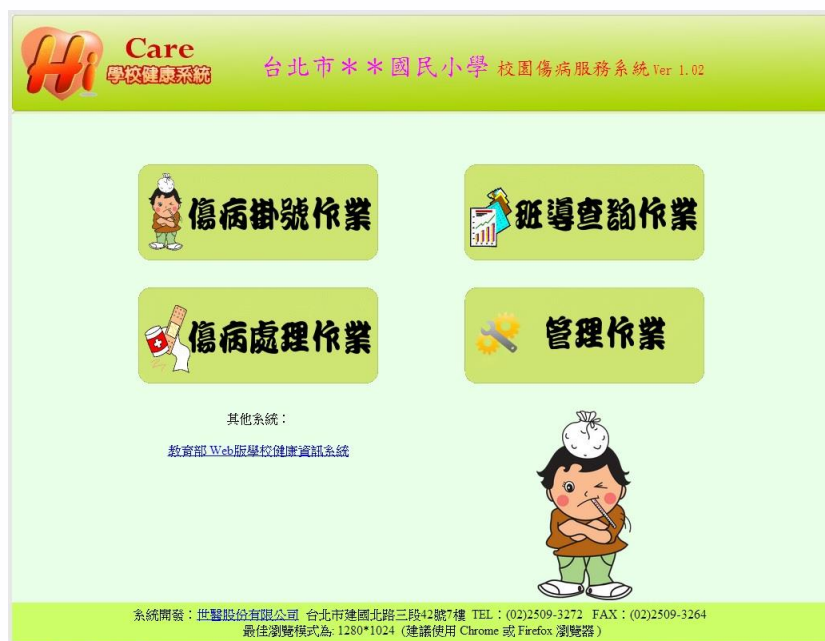 Hi Care
學校健康系統
台北市＊＊國民小學 校園傷病服務系統 Ver 1.02
傷病掛號作業
班導查詢作業
傷病處理作業
管理作業
其他系統：
教育部 Web版學校健康資訊系統
系統開發：世醫股份有限公司 台北市建國北路三段42號7樓 TEL：(02)2509-3272 FAX：(02)2509-3264
最佳瀏覽模式為: 1280*1024 (建議使用 Chrome 或 Firefox 瀏覽器 )